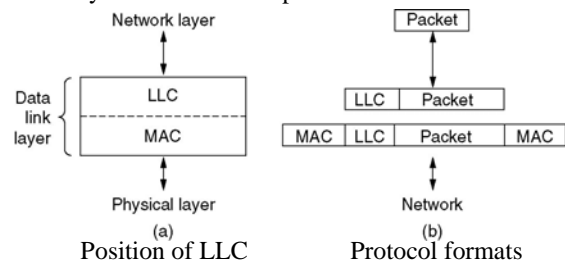 Network layer
Data link layer
LLC
MAC
Physical layer
(a)
Position of LLC
Packet
LLC Packet
MAC LLC Packet MAC
Network
(b)
Protocol formats